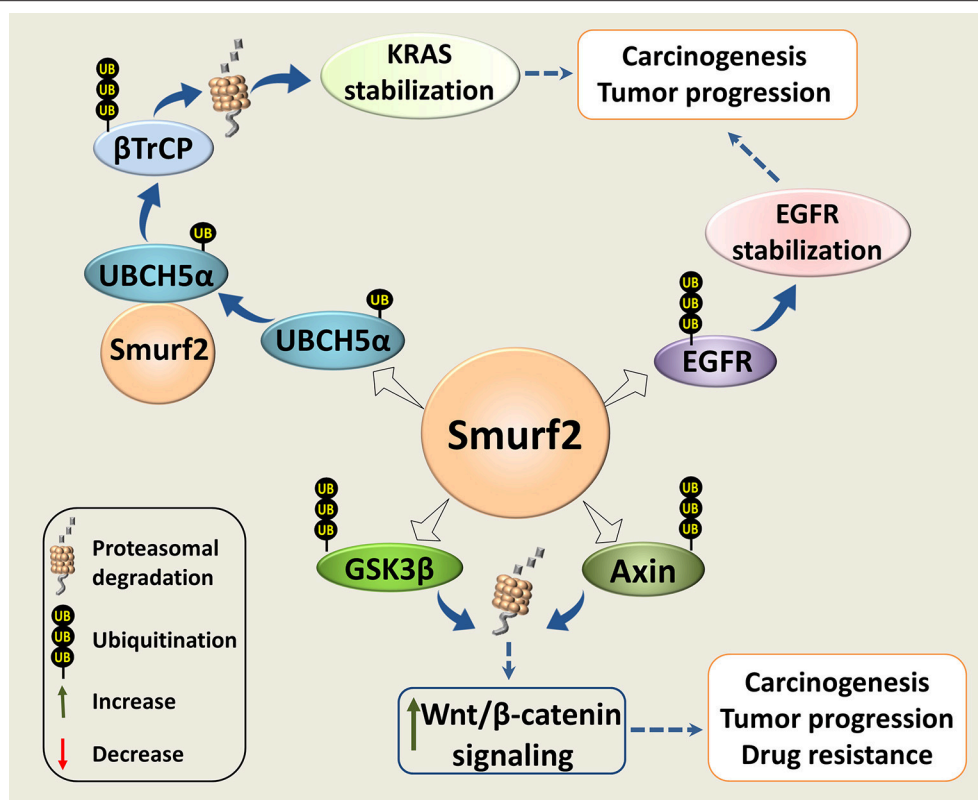 KRAS
stabilization
Carcinogenesis
Tumor progression
UB
UB
UB
βTrCP
EGFR
stabilization
UB
UBCH5α
Smurf2
UB
UBCH5α
UB
UB
UB
EGFR
Smurf2
UB
UB
UB
GSK3β
UB
UB
UB
Axin
Wnt/β-catenin
signaling
Carcinogenesis
Tumor progression
Drug resistance
Proteasomal
degradation
UB
UB
UB
Ubiquitination
Increase
Decrease